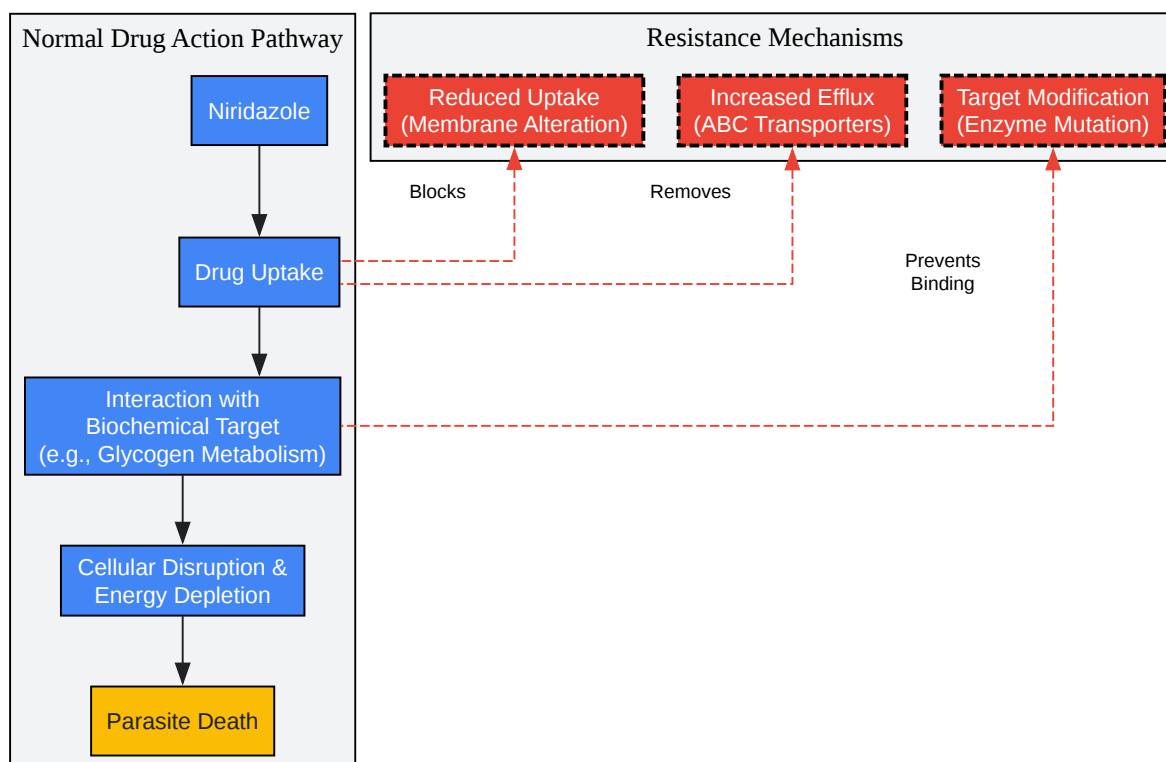 Normal Drug Action Pathway
Niridazole
Drug Uptake
Interaction with
Biochemical Target
(e.g., Glycogen Metabolism)
Cellular Disruption &
Energy Depletion
Parasite Death
Resistance Mechanisms
Reduced Uptake
(Membrane Alteration)
Increased Efflux
(ABC Transporters)
Target Modification
(Enzyme Mutation)
Blocks
Removes
Prevents
Binding